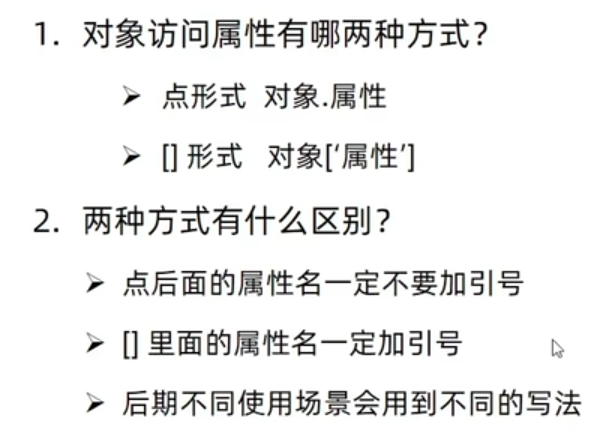 1. 对象访问属性有哪两种方式？
➢ 点形式 对象.属性
➢ [] 形式 对象['属性']
2. 两种方式有什么区别？
➢ 点后面的属性名一定不要加引号
➢ [] 里面的属性名一定加引号
➢ 后期不同使用场景会用到不同的写法